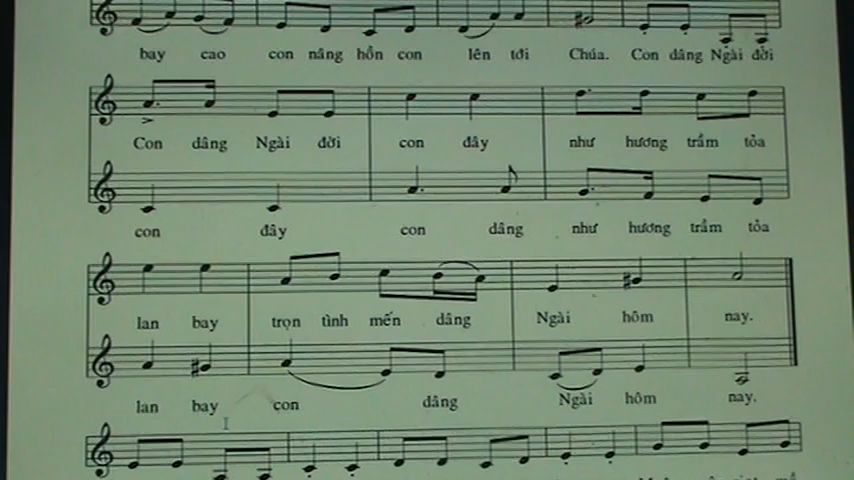 bay cao con nâng hồn con lên tới Chúa. Con dâng Ngài đời
Con dâng Ngài đời con đây như hương trầm tỏa
con đây con dâng như hương trầm tỏa
lan bay trọn tình mến dâng Ngài hôm nay.
lan bay con dâng Ngài hôm nay.